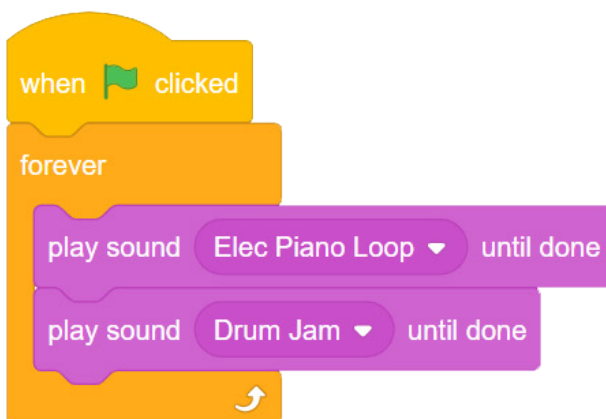 when clicked
forever
play sound Elec Piano Loop until done
play sound Drum Jam until done